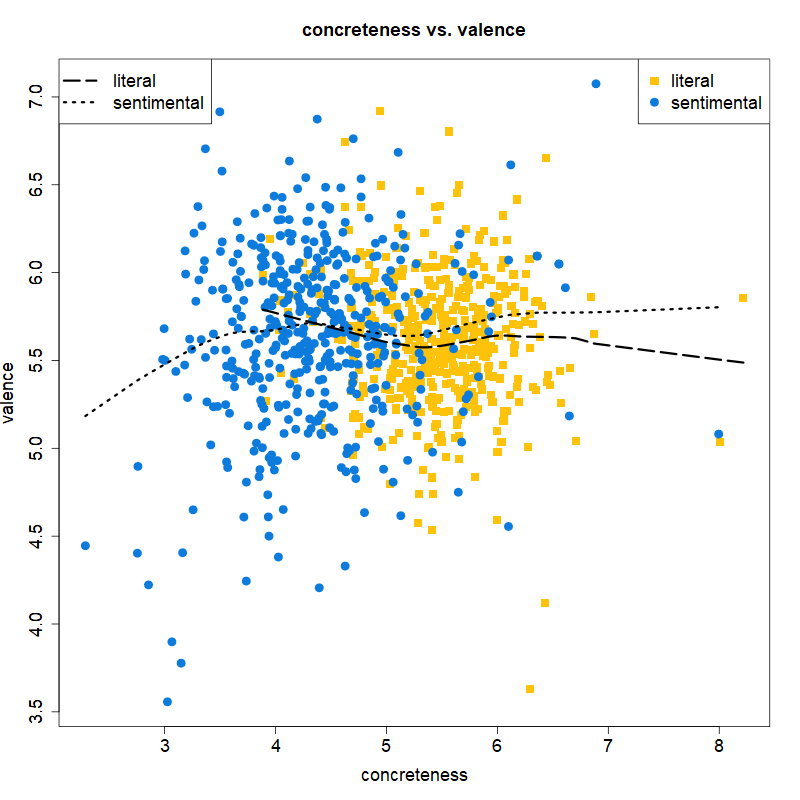 concreteness vs. valence
literal
sentimental
literal
sentimental
valence
7.0
6.5
6.0
5.5
5.0
4.5
4.0
3.5
3 4 5 6 7 8
concreteness